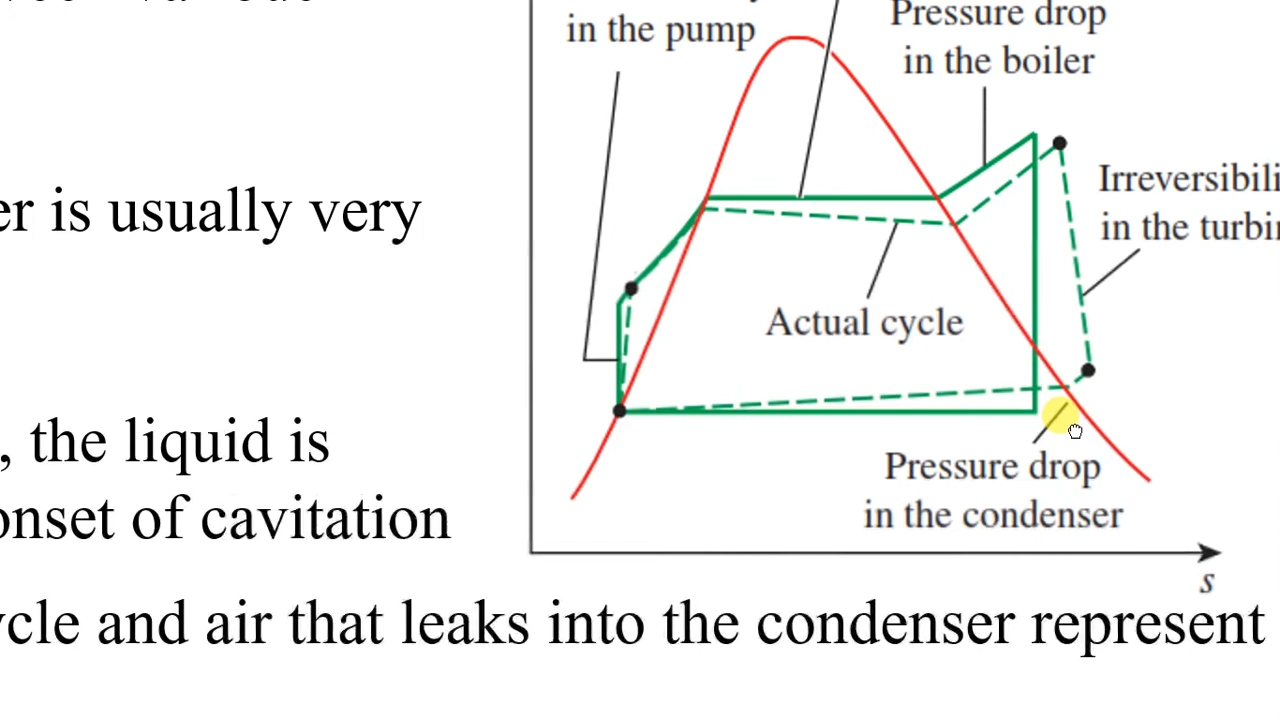 in the pump
Pressure drop
in the boiler
er is usually very
Irreversibili
in the turbin
Actual cycle
, the liquid is
Pressure drop
in the condenser
onset of cavitation
s
ycle and air that leaks into the condenser represent